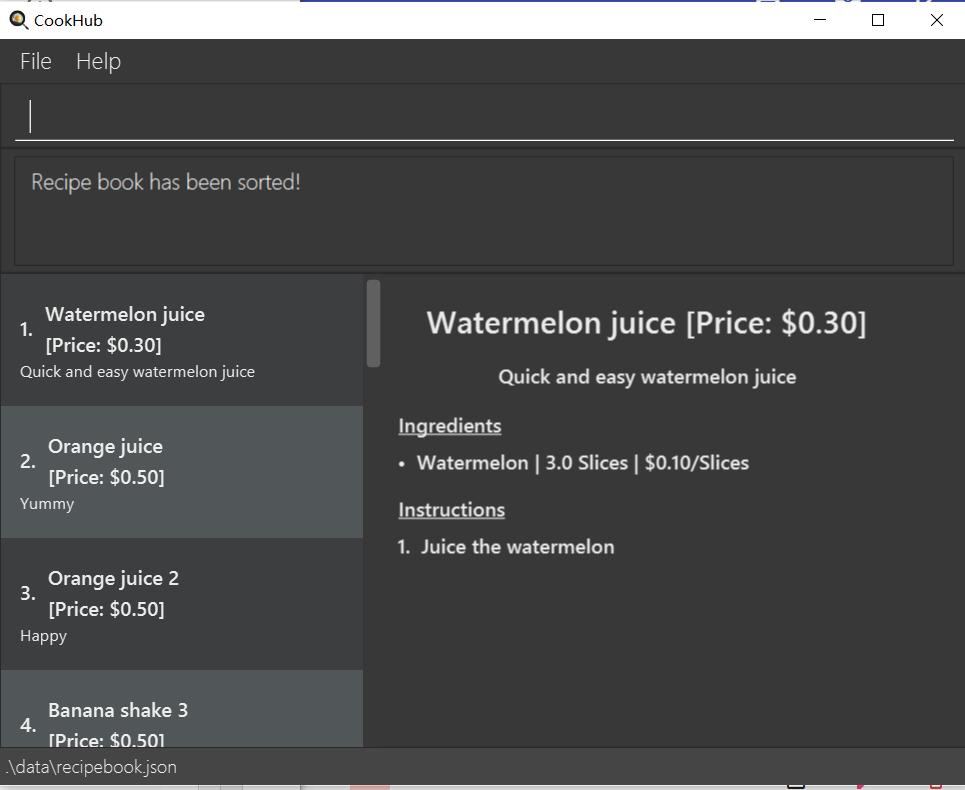 CookHub
File Help
Recipe book has been sorted!
1. Watermelon juice
[Price: $0.30]
Quick and easy watermelon juice
2. Orange juice
[Price: $0.50]
Yummy
3. Orange juice 2
[Price: $0.50]
Happy
4. Banana shake 3
[Price: $0.50]
Watermelon juice [Price: $0.30]
Quick and easy watermelon juice
Ingredients
• Watermelon | 3.0 Slices | $0.10/Slices
Instructions
1. Juice the watermelon
.\data\recipebook.json